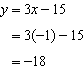 y = 3x − 15
= 3(−1) − 15
= −18